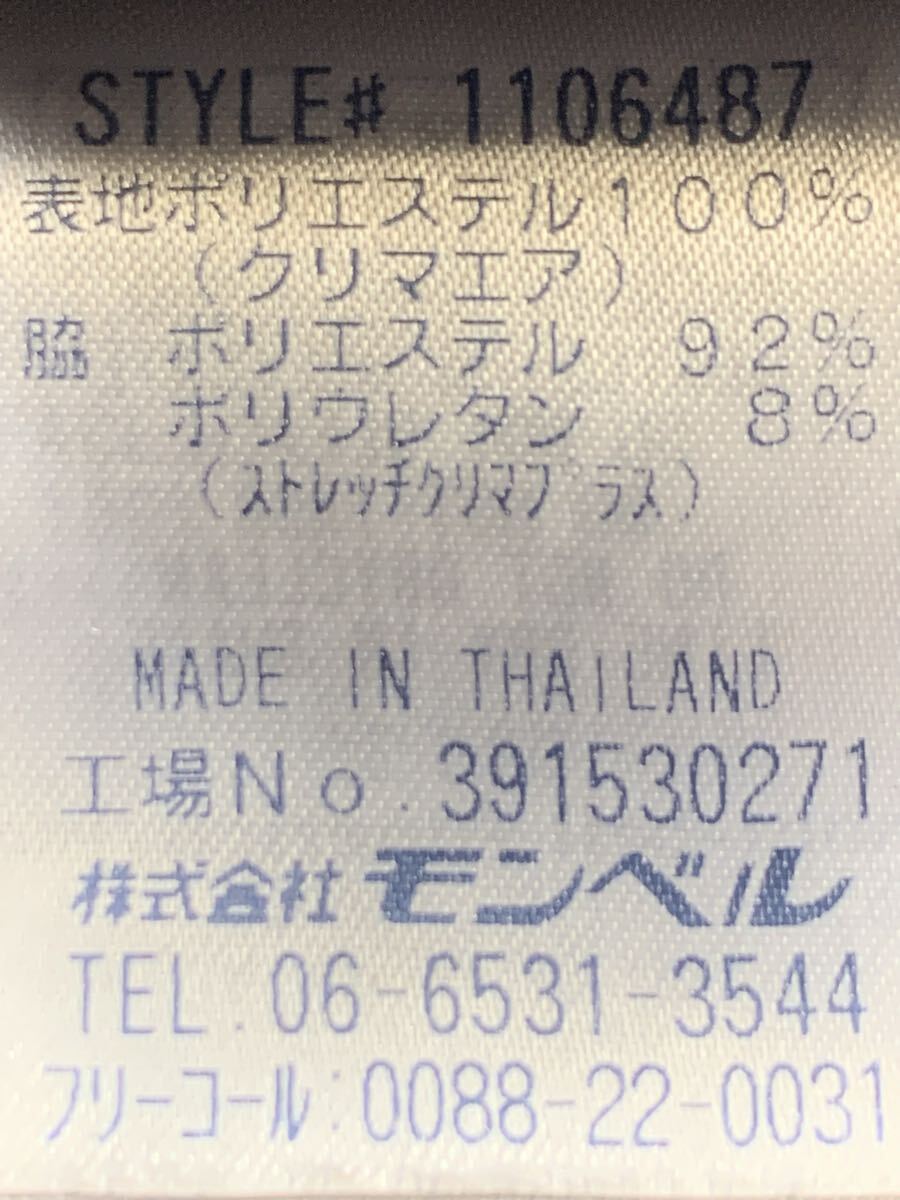 STYLE# 1106487
表地ポリエステル100%
(クリマエア)
脇 ポリエステル 92%
ポリウレタン 8%
(ストレッチクリマプラス)
MADE IN THAILAND
工場No.391530271
株式会社モンベル
TEL.06-6531-3544
フリーコール:0088-22-0031